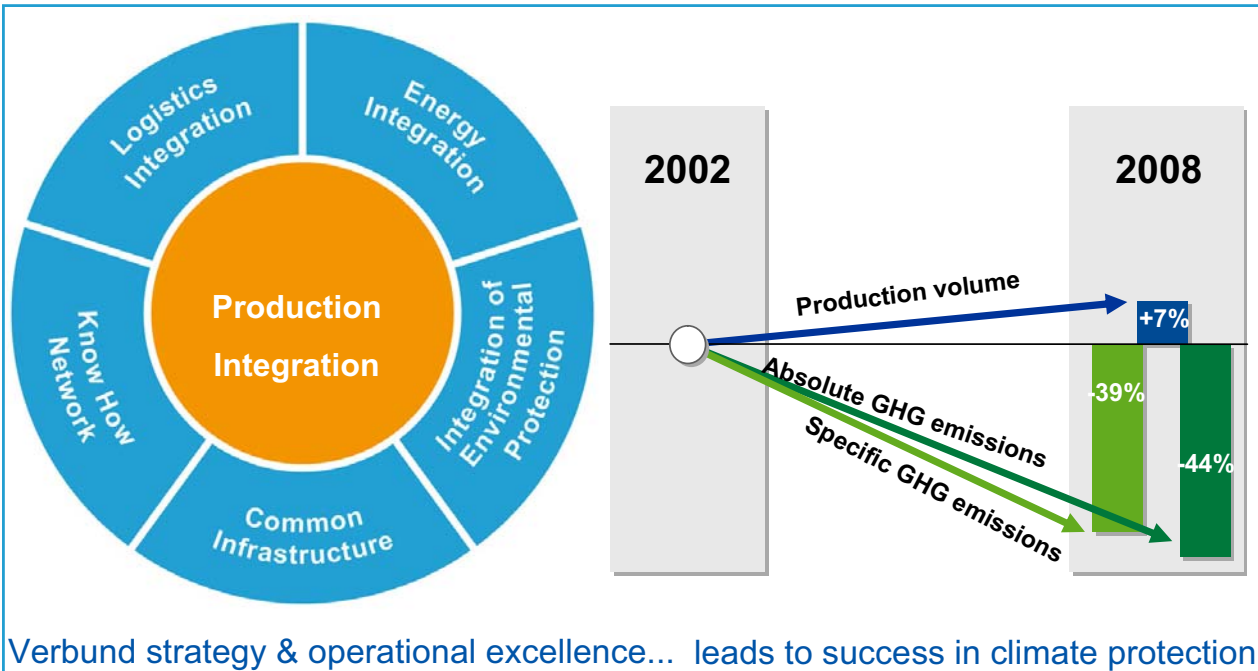 Logistics
Integration
Energy
Integration
Integration of
Environmental
Protection
Common
Infrastructure
Know How
Network
Production
Integration
2002
2008
Production volume
+7%
Absolute GHG emissions
Specific GHG emissions
-39%
-44%
Verbund strategy & operational excellence... leads to success in climate protection